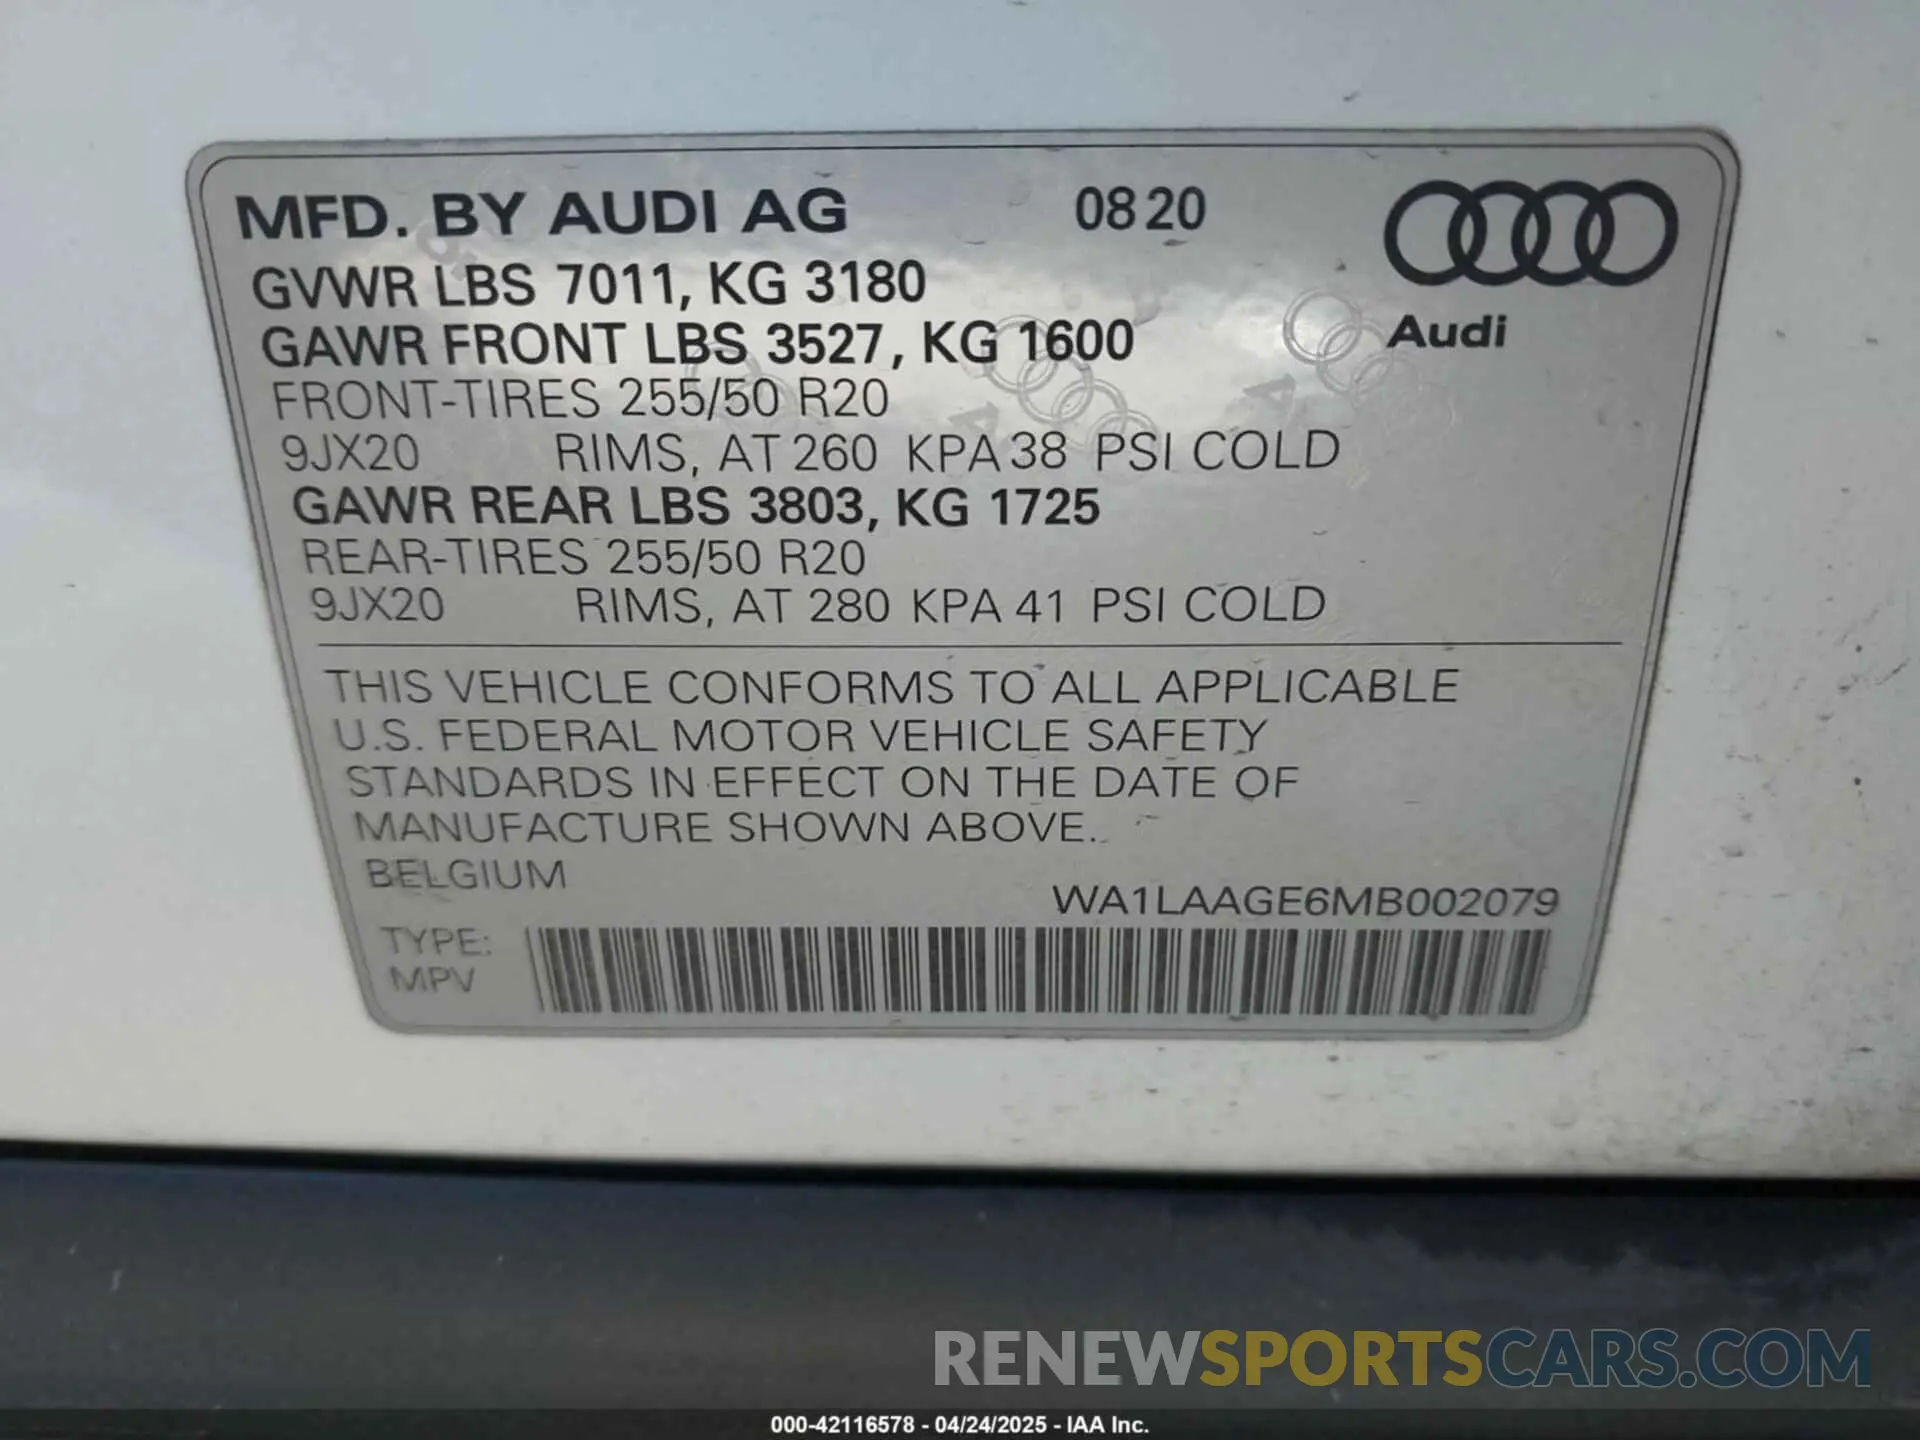 MFD. BY AUDI AG 08 20
GVWR LBS 7011, KG 3180
Audi
GAWR FRONT LBS 3527, KG 1600
FRONT-TIRES 255/50 R20
9JX20 RIMS, AT 260 KPA 38 PSI COLD
GAWR REAR LBS 3803, KG 1725
REAR-TIRES 255/50 R20
9JX20 RIMS, AT 280 KPA 41 PSI COLD
THIS VEHICLE CONFORMS TO ALL APPLICABLE
U.S. FEDERAL MOTOR VEHICLE SAFETY
STANDARDS IN EFFECT ON THE DATE OF
MANUFACTURE SHOWN ABOVE.
BELGIUM
WA1LAAGE6MB002079
TYPE:
MPV
RENEWSPORTSCARS.COM
000-42116578 - 04/24/2025 - IAA Inc.